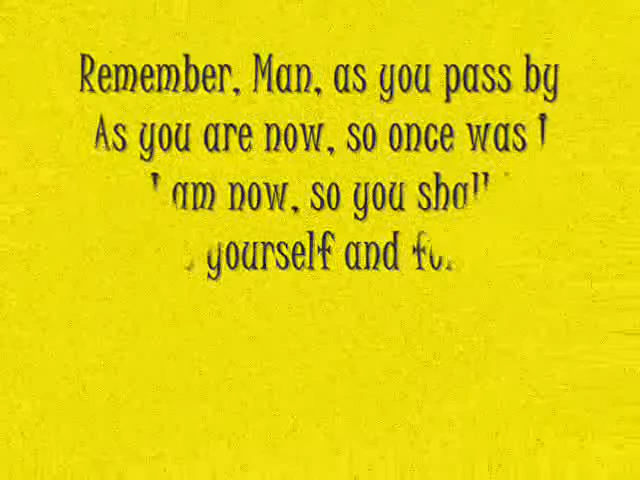 Remember, Man, as you pass by
As you are now, so once was I
I am now, so you shall
yourself and